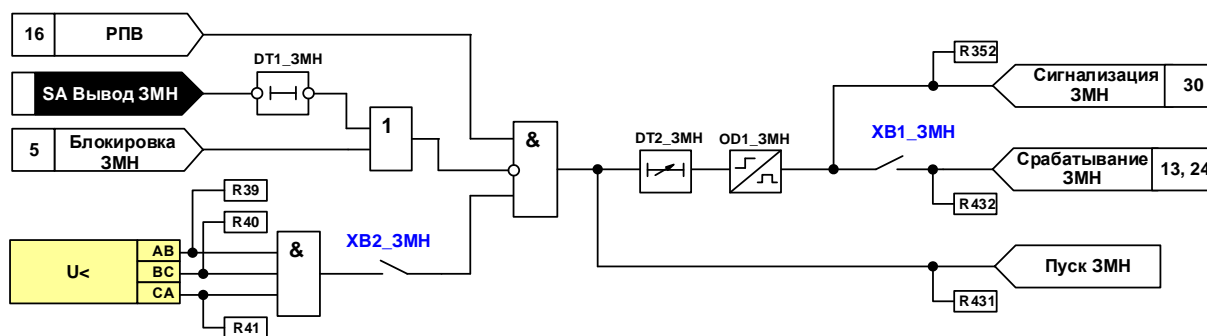 16 РПВ
DT1_ЗМН
SA Вывод ЗМН
5 Блокировка
ЗМН
1
&
R39
R40
AB
BC
CA
U<
R41
&
XB2_ЗМН
DT2_ЗМН
OD1_ЗМН
XB1_ЗМН
R352
Сигнализация
ЗМН
30
Срабатывание
ЗМН
13, 24
R432
Пуск ЗМН
R431